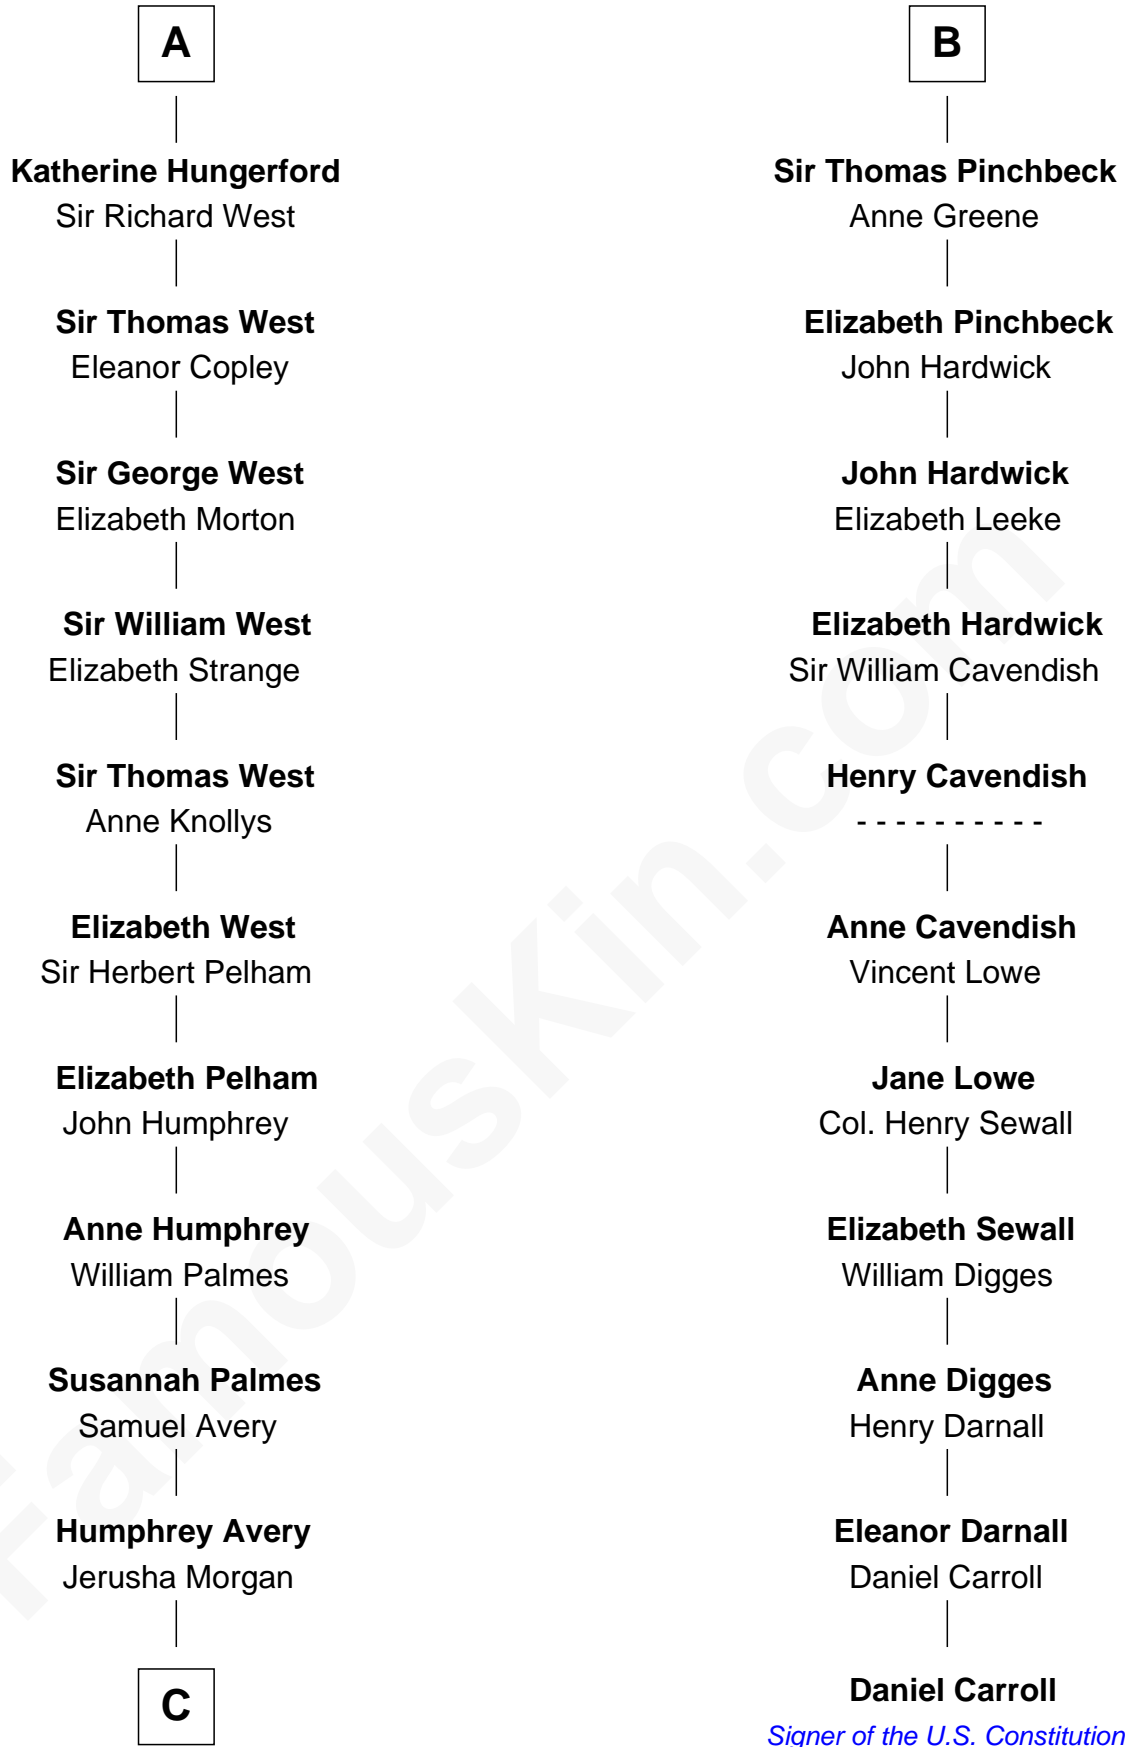 A
Katherine Hungerford
Sir Richard West
Sir Thomas West
Eleanor Copley
Sir George West
Elizabeth Morton
Sir William West
Elizabeth Strange
Sir Thomas West
Anne Knollys
Elizabeth West
Sir Herbert Pelham
Elizabeth Pelham
John Humphrey
Anne Humphrey
William Palmes
Susannah Palmes
Samuel Avery
Humphrey Avery
Jerusha Morgan
C
B
Sir Thomas Pinchbeck
Anne Greene
Elizabeth Pinchbeck
John Hardwick
John Hardwick
Elizabeth Leeke
Elizabeth Hardwick
Sir William Cavendish
Henry Cavendish
- - - - - - - - - -
Anne Cavendish
Vincent Lowe
Jane Lowe
Col. Henry Sewall
Elizabeth Sewall
William Digges
Anne Digges
Henry Darnall
Eleanor Darnall
Daniel Carroll
Daniel Carroll
Signer of the U.S. Constitution
FamousKin.com